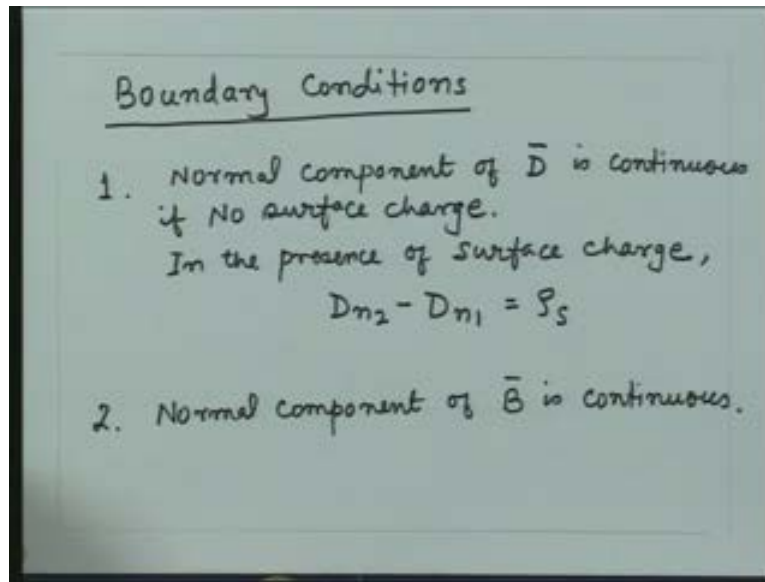 Boundary Conditions
1. Normal component of D̄ is continuous
if No surface charge.
In the presence of surface charge,
Dn₂ - Dn₁ = ρs
2. Normal component of B̄ is continuous.